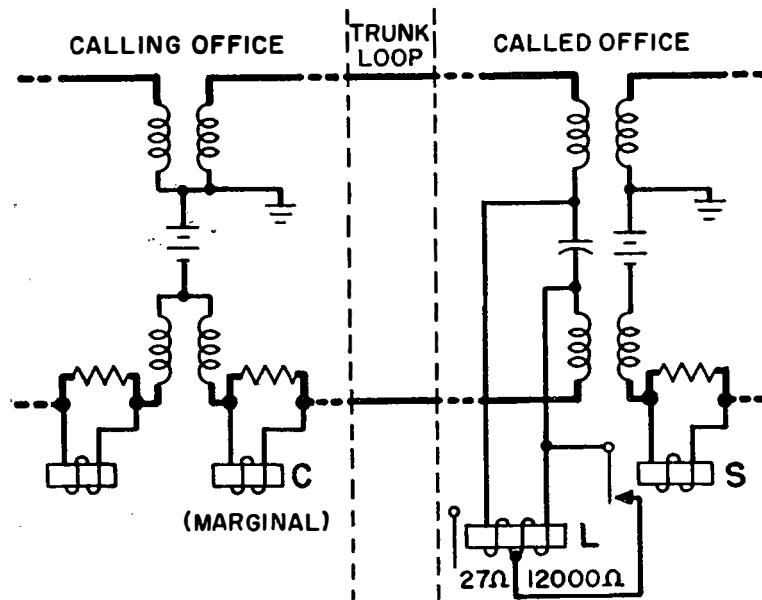 CALLING OFFICE
TRUNK
LOOP
CALLED OFFICE
C
(MARGINAL)
S
L
27Ω 12000Ω